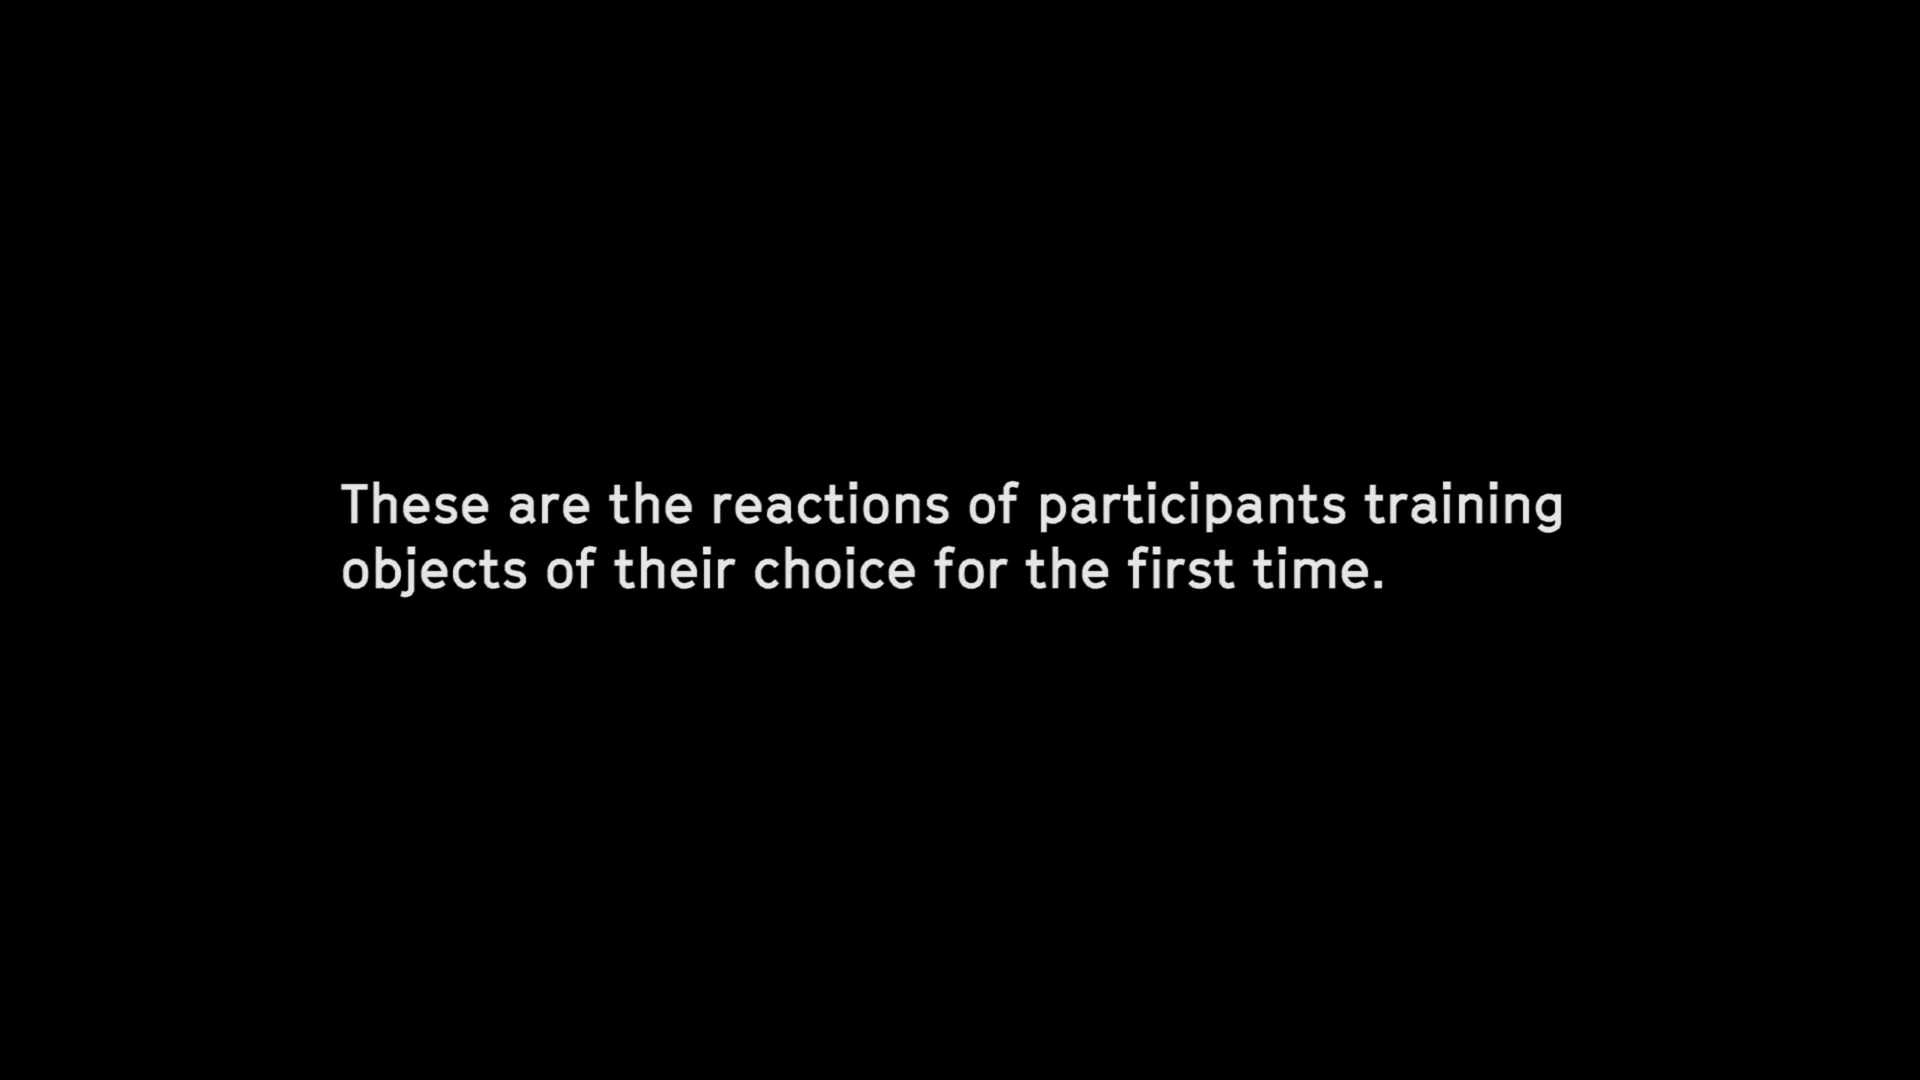 These are the reactions of participants training
objects of their choice for the first time.